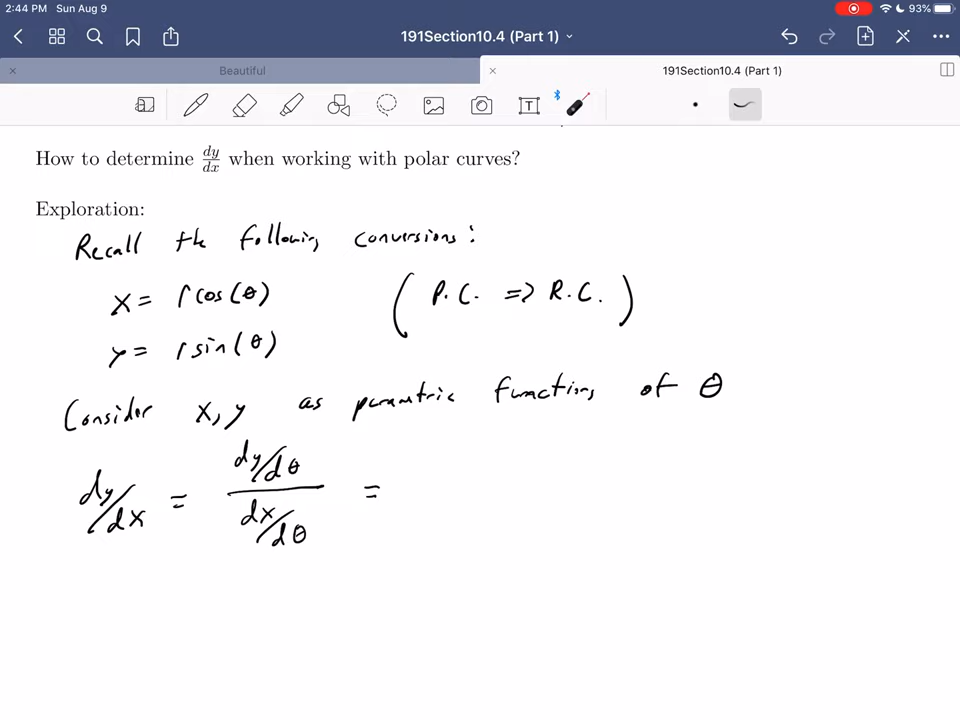 2:44 PM Sun Aug 9
93%
191Section10.4 (Part 1)
Beautiful
191Section10.4 (Part 1)
T
How to determine dy/dx when working with polar curves?
Exploration:
Recall the following conversions:
x = r cos(θ) ( P.C. => R.C. )
y = r sin(θ)
Consider x, y as parametric functions of θ
dy/dx = (dy/dθ)/(dx/dθ) =